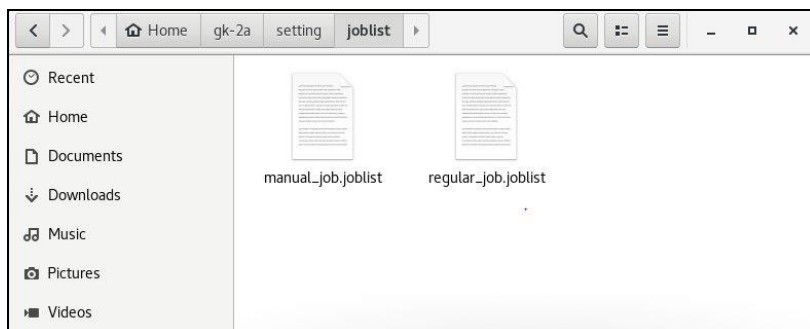 Home gk-2a setting joblist
Recent
Home
Documents
Downloads
Music
Pictures
Videos
manual_job.joblist regular_job.joblist